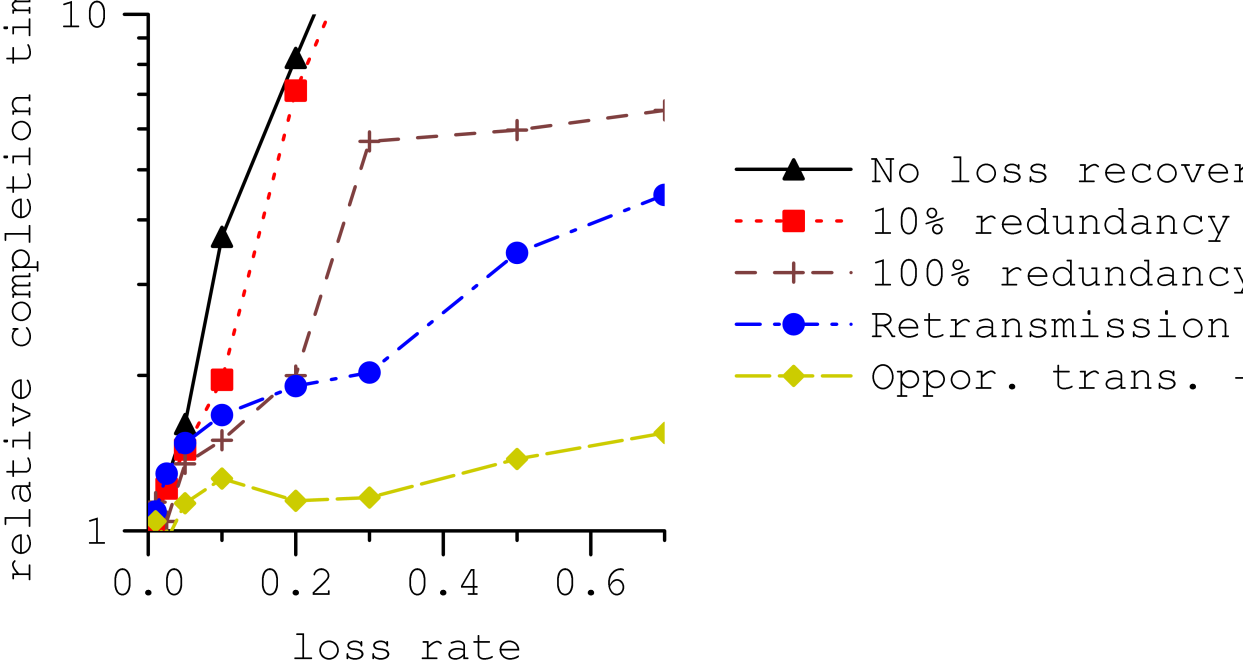 relative completion tim
10
1
0.0 0.2 0.4 0.6
loss rate
No loss recover
10% redundancy
100% redundancy
Retransmission
Oppor. trans. -